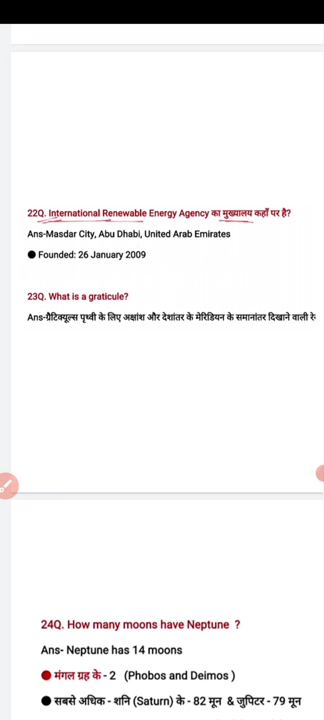 22Q. International Renewable Energy Agency का मुख्यालय कहाँ पर है?
Ans-Masdar City, Abu Dhabi, United Arab Emirates
● Founded: 26 January 2009
23Q. What is a graticule?
Ans-ग्रैटिक्यूल्स पृथ्वी के लिए अक्षांश और देशांतर के मेरिडियन के समानांतर दिखाने वाली रे
24Q. How many moons have Neptune ?
Ans- Neptune has 14 moons
● मंगल ग्रह के - 2 (Phobos and Deimos )
● सबसे अधिक - शनि (Saturn) के - 82 मून & जुपिटर - 79 मून